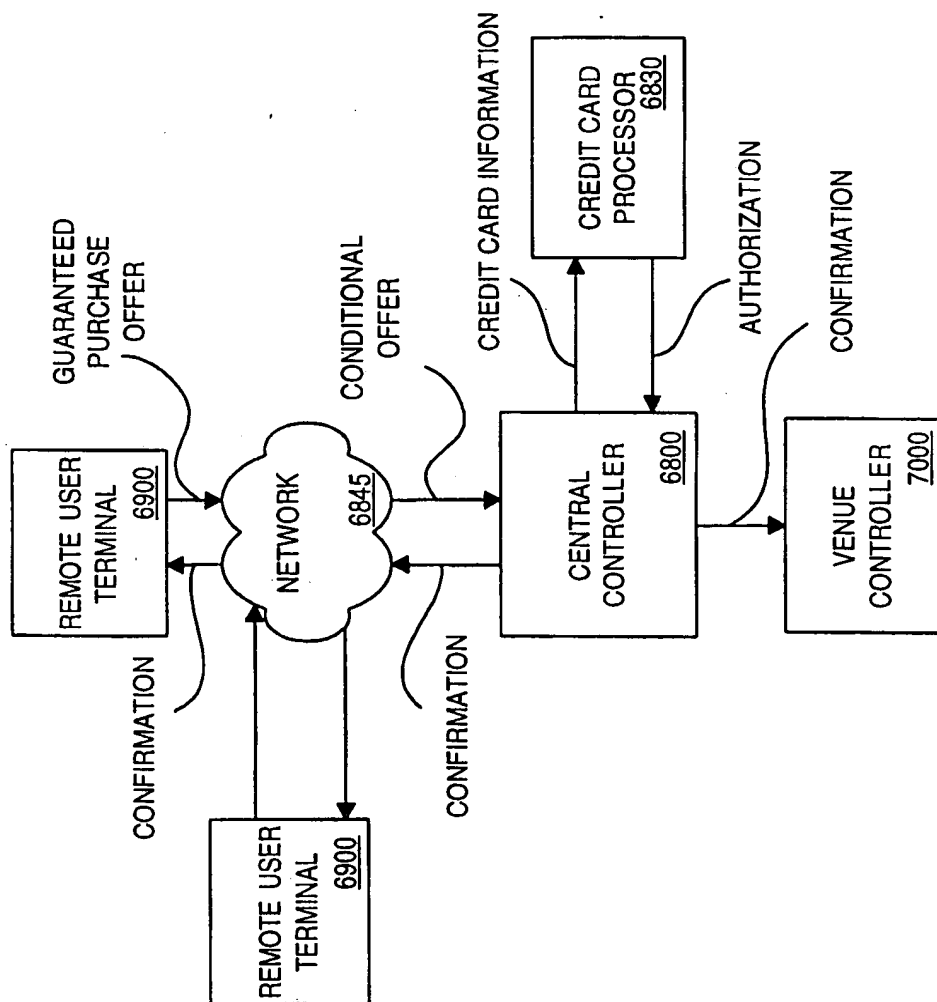 REMOTE USER
TERMINAL
6900
GUARANTEED
PURCHASE
OFFER
CONFIRMATION
REMOTE USER
TERMINAL
6900
NETWORK
6845
CONDITIONAL
OFFER
CONFIRMATION
CENTRAL
CONTROLLER
6800
CREDIT CARD INFORMATION
CREDIT CARD
PROCESSOR
6830
AUTHORIZATION
CONFIRMATION
VENUE
CONTROLLER
7000